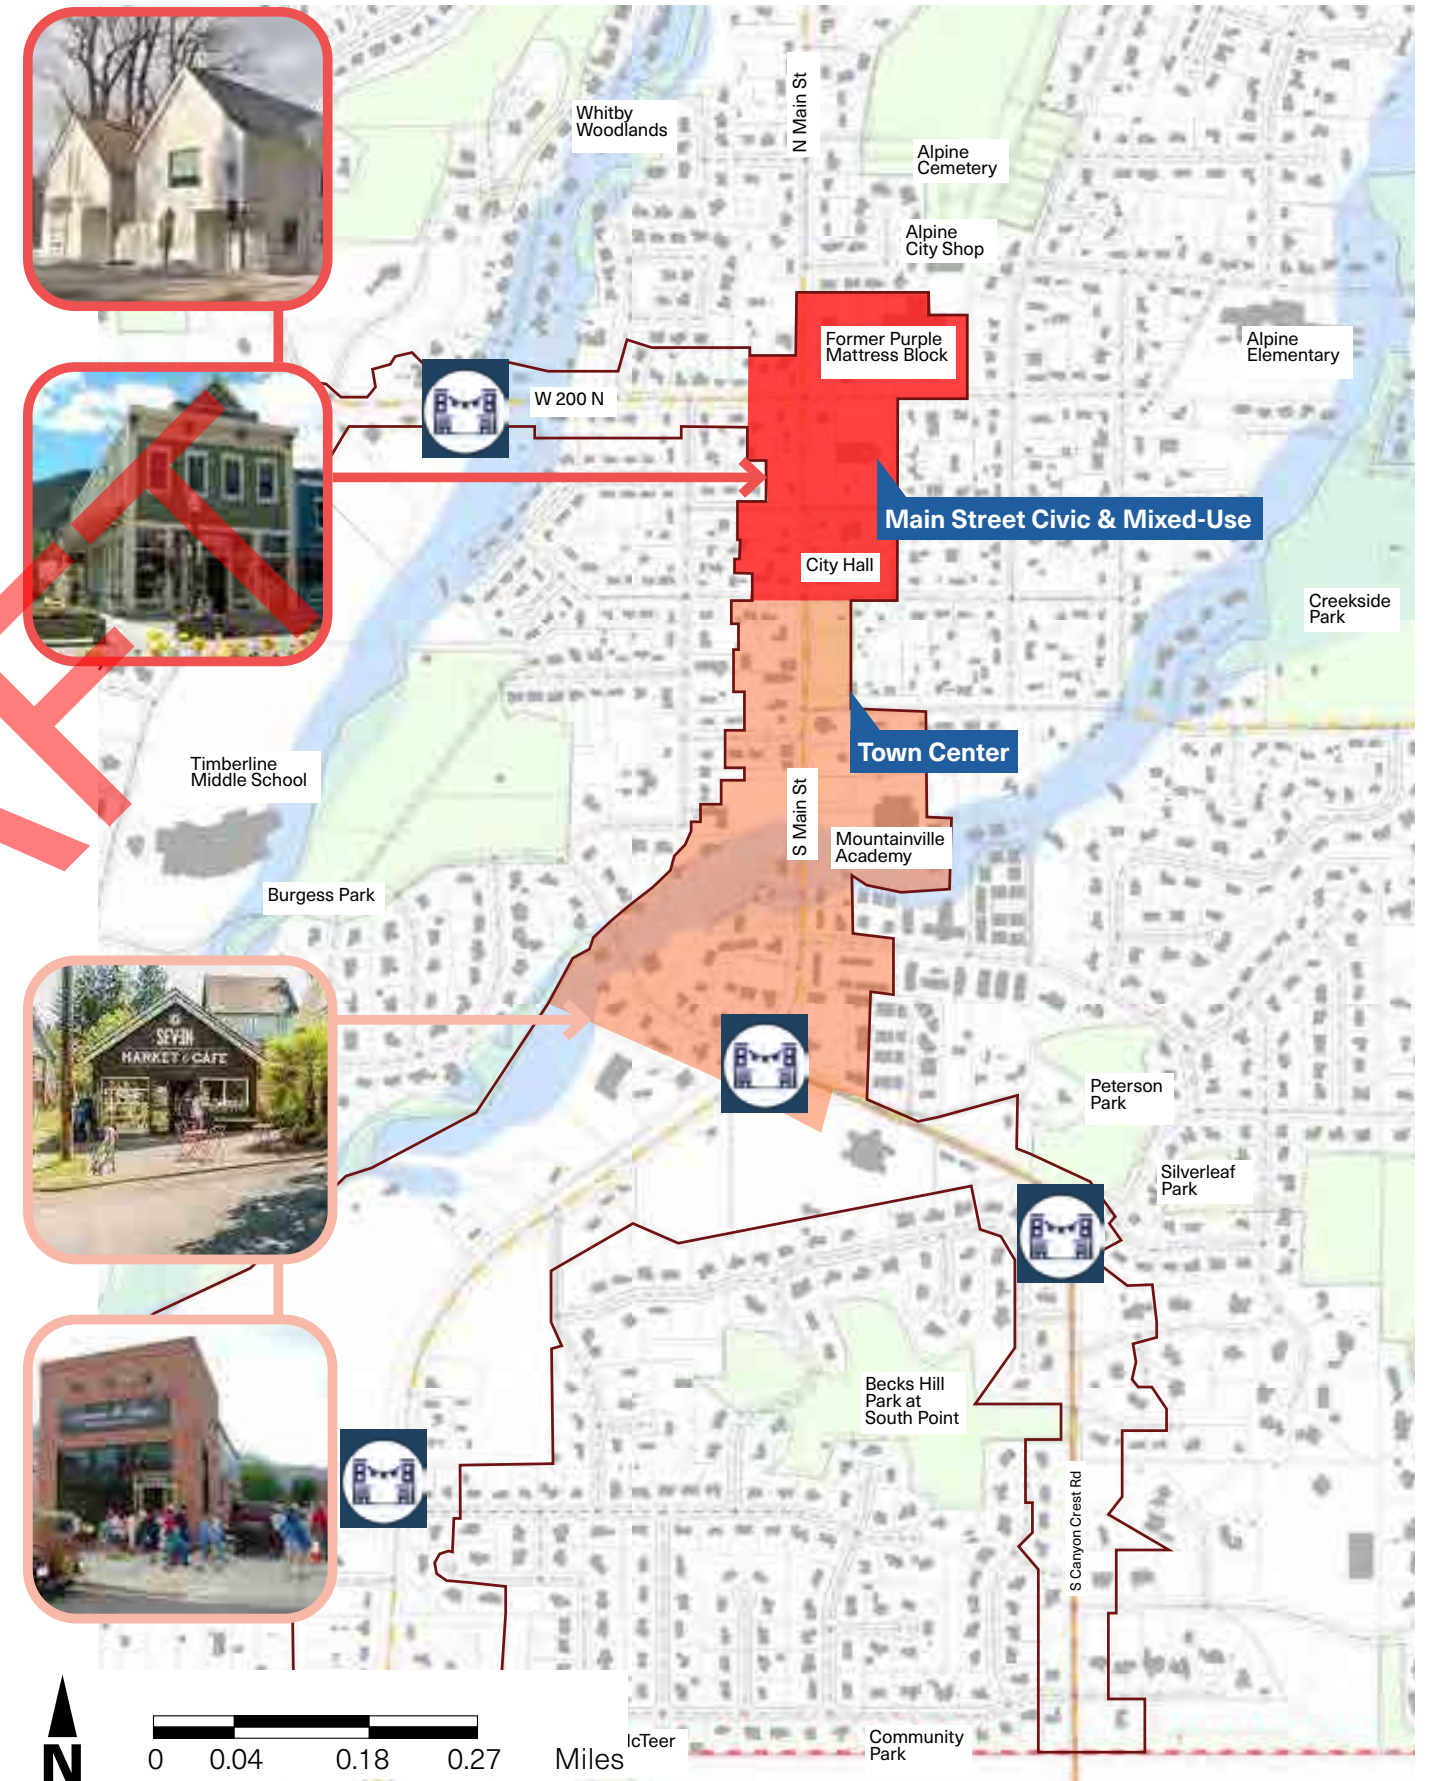 Whitby
Woodlands
N Main St
Alpine
Cemetery
Alpine
City Shop
Former Purple
Mattress Block
Alpine
Elementary
W 200 N
Main Street Civic & Mixed-Use
City Hall
Creekside
Park
Town Center
Timberline
Middle School
S Main St
Mountainville
Academy
Burgess Park
SEVEN
MARKET & CAFE
Peterson
Park
Silverleaf
Park
Becks Hill
Park at
South Point
S Canyon Crest Rd
cTeer
Community
Park
N
0 0.04 0.18 0.27 Miles